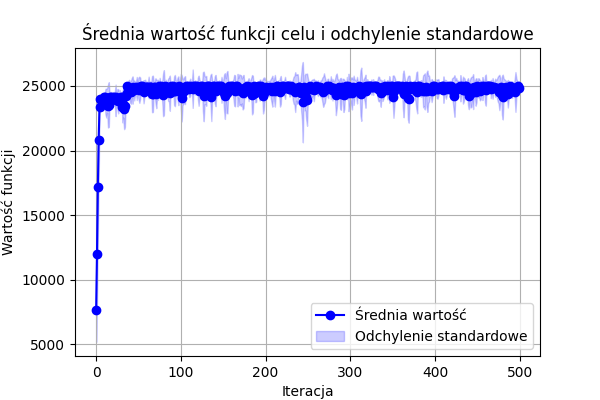 Średnia wartość funkcji celu i odchylenie standardowe
25000
20000
15000
10000
5000
Wartość funkcji
0 100 200 300 400 500
Iteracja
Średnia wartość
Odchylenie standardowe